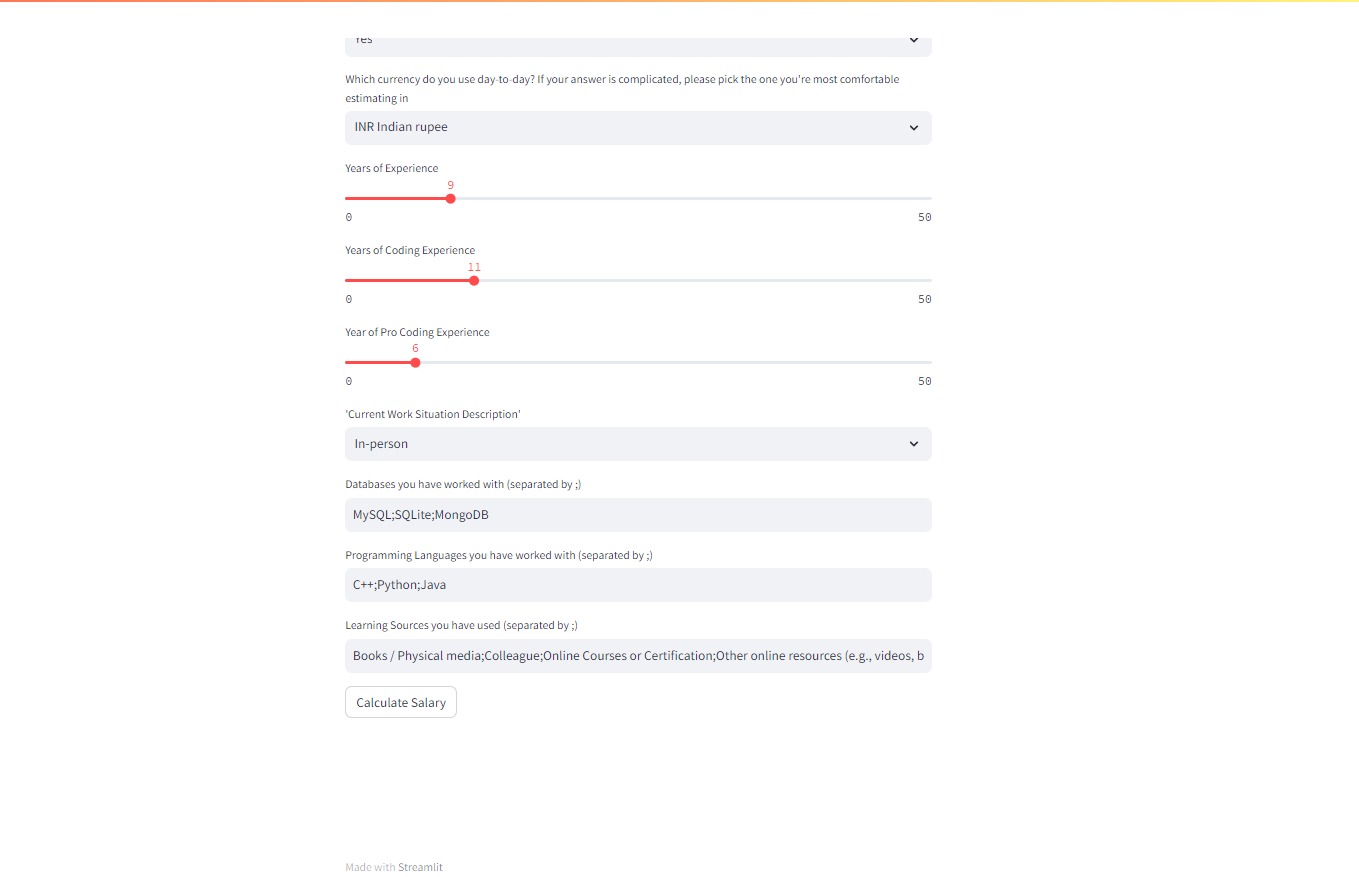 Yes
Which currency do you use day-to-day? If your answer is complicated, please pick the one you're most comfortable
estimating in
INR Indian rupee
Years of Experience
9
0 50
Years of Coding Experience
11
0 50
Year of Pro Coding Experience
6
0 50
'Current Work Situation Description'
In-person
Databases you have worked with (separated by ;)
MySQL;SQLite;MongoDB
Programming Languages you have worked with (separated by ;)
C++;Python;Java
Learning Sources you have used (separated by ;)
Books / Physical media;Colleague;Online Courses or Certification;Other online resources (e.g., videos, b
Calculate Salary
Made with Streamlit